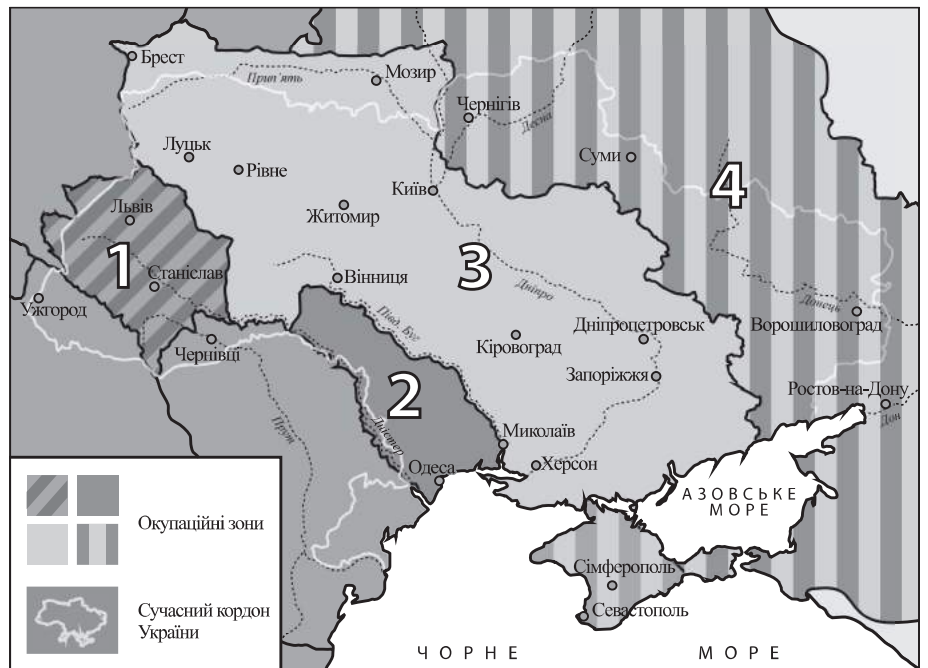 Брест
Прип'ять
Мозир
Чернігів
Десна
Луцьк
Суми
Рівне
4
Київ
Львів
Житомир
1
3
Станіслав
Вінниця
Дніпро
Ужгород
Півд. Буг
Донець
Дніпропетровськ
Ворошиловград
Чернівці
Кіровоград
Запоріжжя
2
Ростов-на-Дону
Дон
Прут
Дністер
Миколаїв
Одеса
Херсон
АЗОВСЬКЕ
МОРЕ
Окупаційні зони
Сімферополь
Севастополь
Сучасний кордон
України
ЧОРНЕ МОРЕ